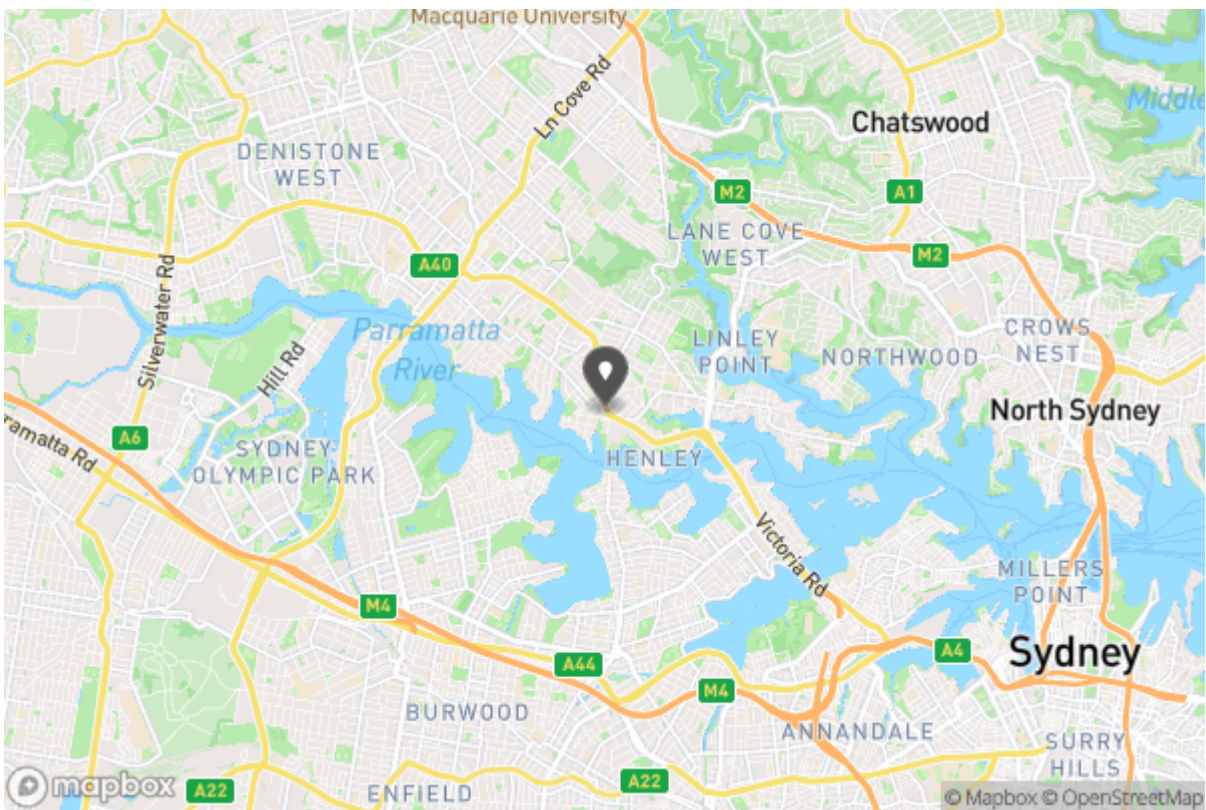 Macquarie University
Ln Cove Rd
Middle
Chatswood
DENISTONE
WEST
M2
A1
LANE COVE
WEST
M2
A40
Silverwater Rd
Parramatta
River
Hill Rd
LINLEY
POINT
NORTHWOOD
CROWS
NEST
North Sydney
rramatta Rd
A6
SYDNEY
OLYMPIC PARK
HENLEY
Victoria Rd
MILLERS
POINT
M4
A44
M4
A4
Sydney
BURWOOD
ANNANDALE
SURRY
HILLS
A22
A22
ENFIELD
mapbox
© Mapbox © OpenStreetMap